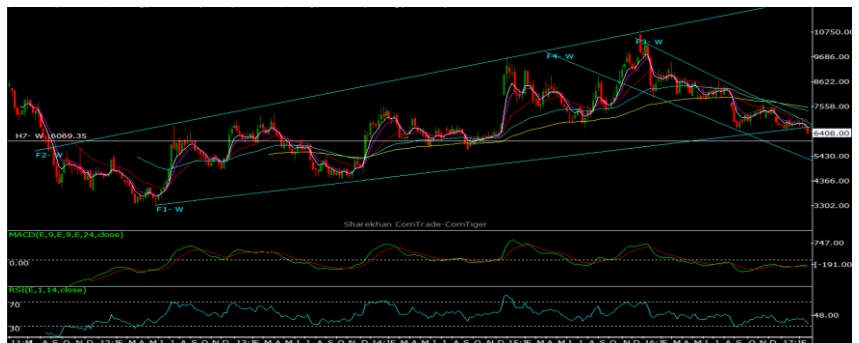 10750.00
F3- W
F4- W
9686.00
8622.00
7558.00
H7- W 6069.35
6408.00
F2- W
5430.00
4366.00
F1- W
3302.00
Sharekhan ComTrade-ComTiger
MACD(E,9,E,9,E,24,close)
747.00
0.00
-191.00
RSI(E,1,14,close)
70
48.00
30